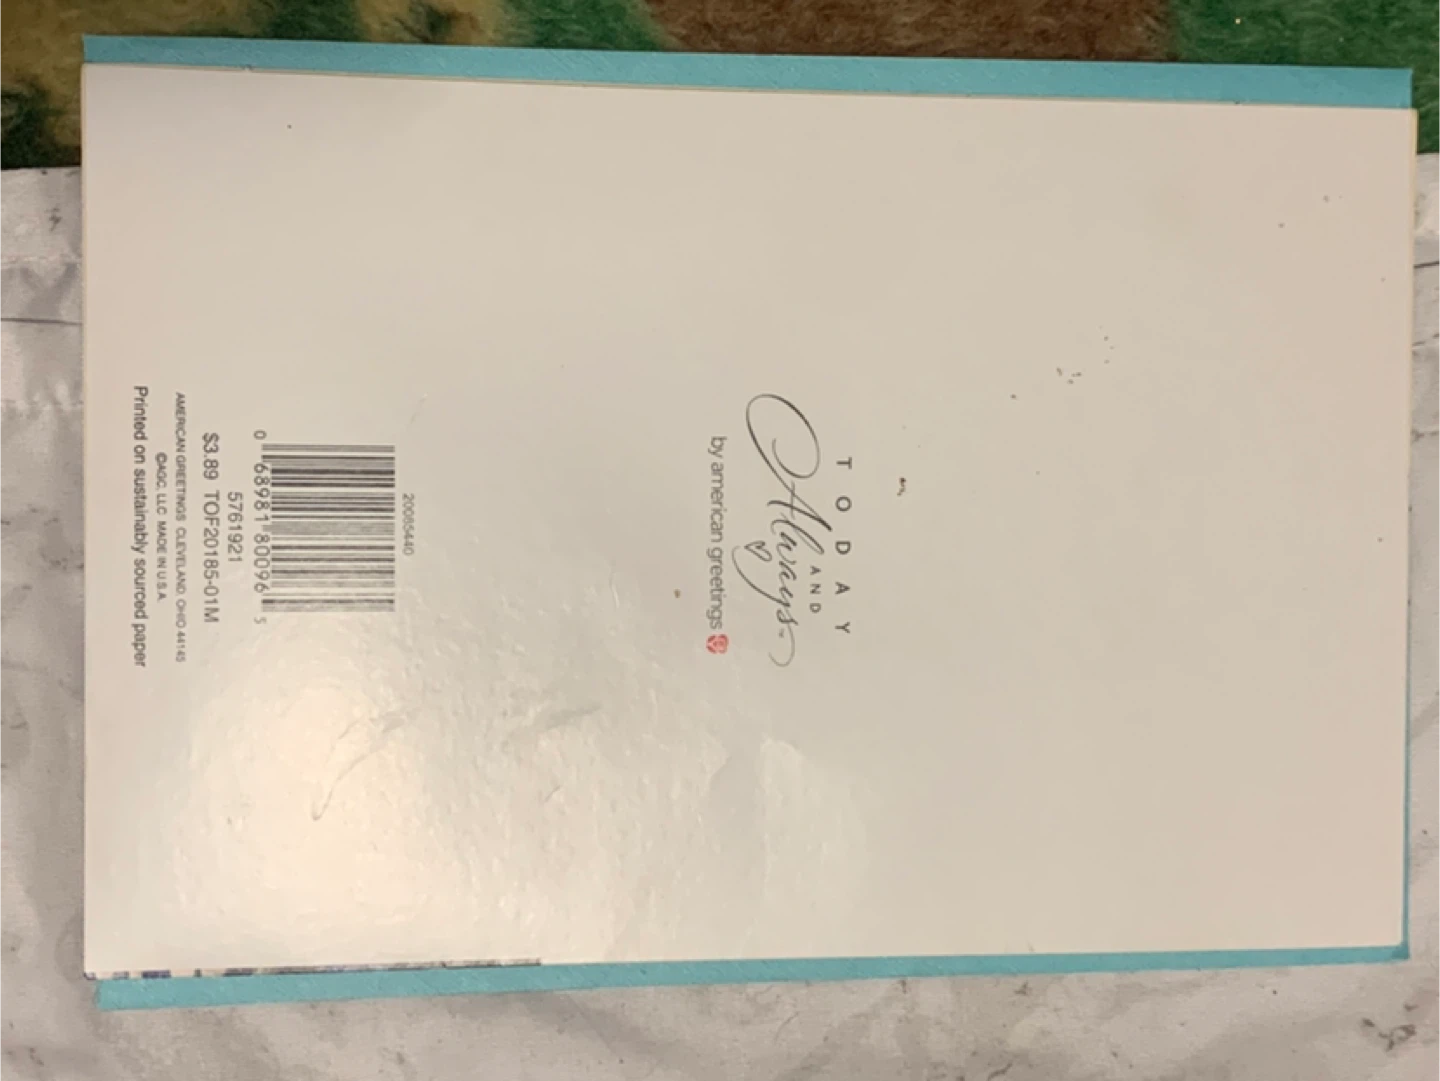 TODAY
AND
Always
by american greetings
20085440
0 68981 80096 5
5761921
$3.89 TOF20185-01M
AMERICAN GREETINGS CLEVELAND, OHIO 44145
©AGC, LLC MADE IN U.S.A.
Printed on sustainably sourced paper